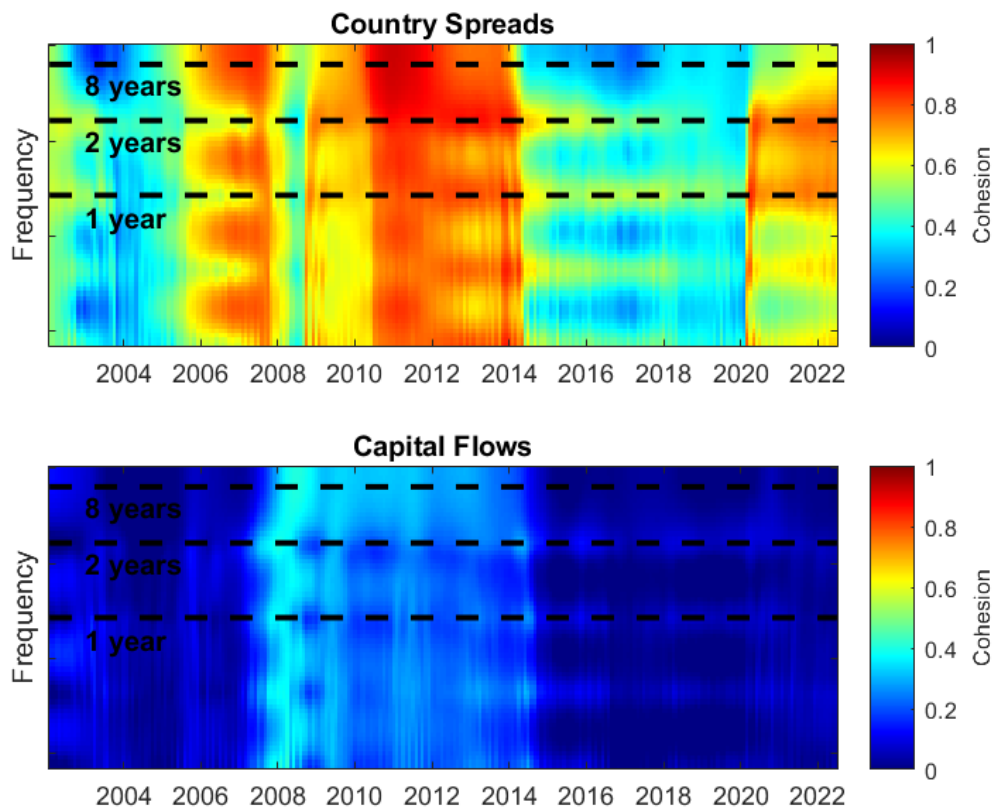 Country Spreads
8 years
2 years
1 year
Frequency
2004 2006 2008 2010 2012 2014 2016 2018 2020 2022
1
0.8
0.6
0.4
0.2
0
Cohesion
Capital Flows
8 years
2 years
1 year
Frequency
2004 2006 2008 2010 2012 2014 2016 2018 2020 2022
1
0.8
0.6
0.4
0.2
0
Cohesion